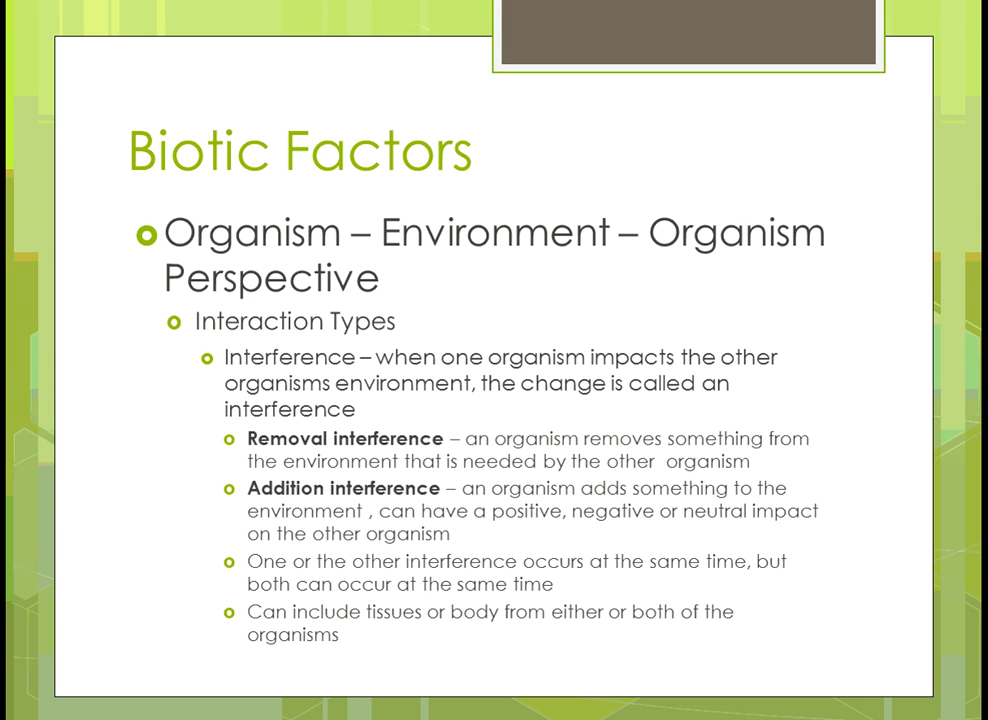 Biotic Factors
Organism – Environment – Organism
Perspective
Interaction Types
Interference – when one organism impacts the other
organisms environment, the change is called an
interference
Removal interference – an organism removes something from
the environment that is needed by the other organism
Addition interference – an organism adds something to the
environment , can have a positive, negative or neutral impact
on the other organism
One or the other interference occurs at the same time, but
both can occur at the same time
Can include tissues or body from either or both of the
organisms